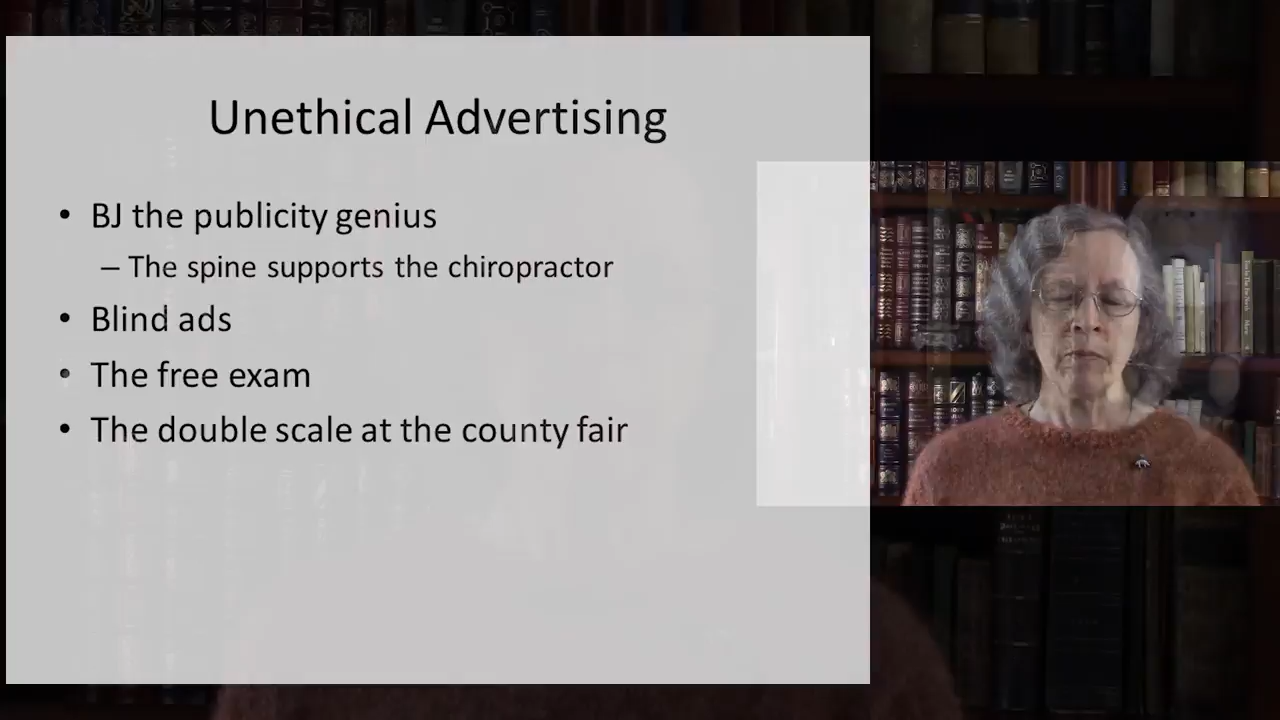 Unethical Advertising
• BJ the publicity genius
– The spine supports the chiropractor
• Blind ads
• The free exam
• The double scale at the county fair